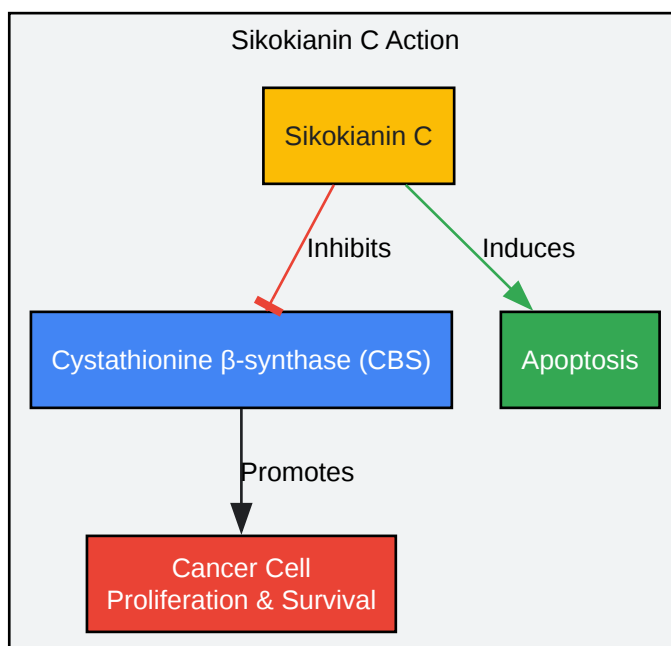 Sikokianin C Action
Sikokianin C
Inhibits
Induces
Cystathionine β-synthase (CBS)
Apoptosis
Promotes
Cancer Cell
Proliferation & Survival